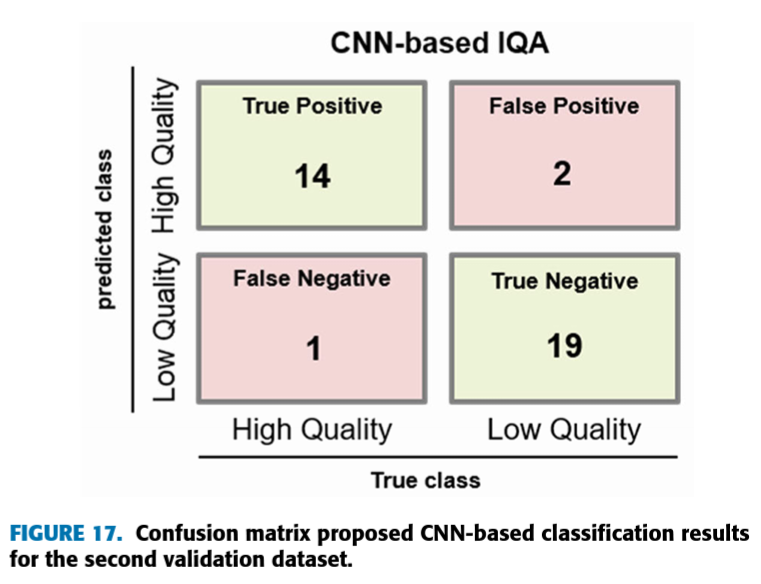 CNN-based IQA
predicted class
High Quality
True Positive
14
False Positive
2
Low Quality
False Negative
1
True Negative
19
High Quality
Low Quality
True class
FIGURE 17. Confusion matrix proposed CNN-based classification results
for the second validation dataset.